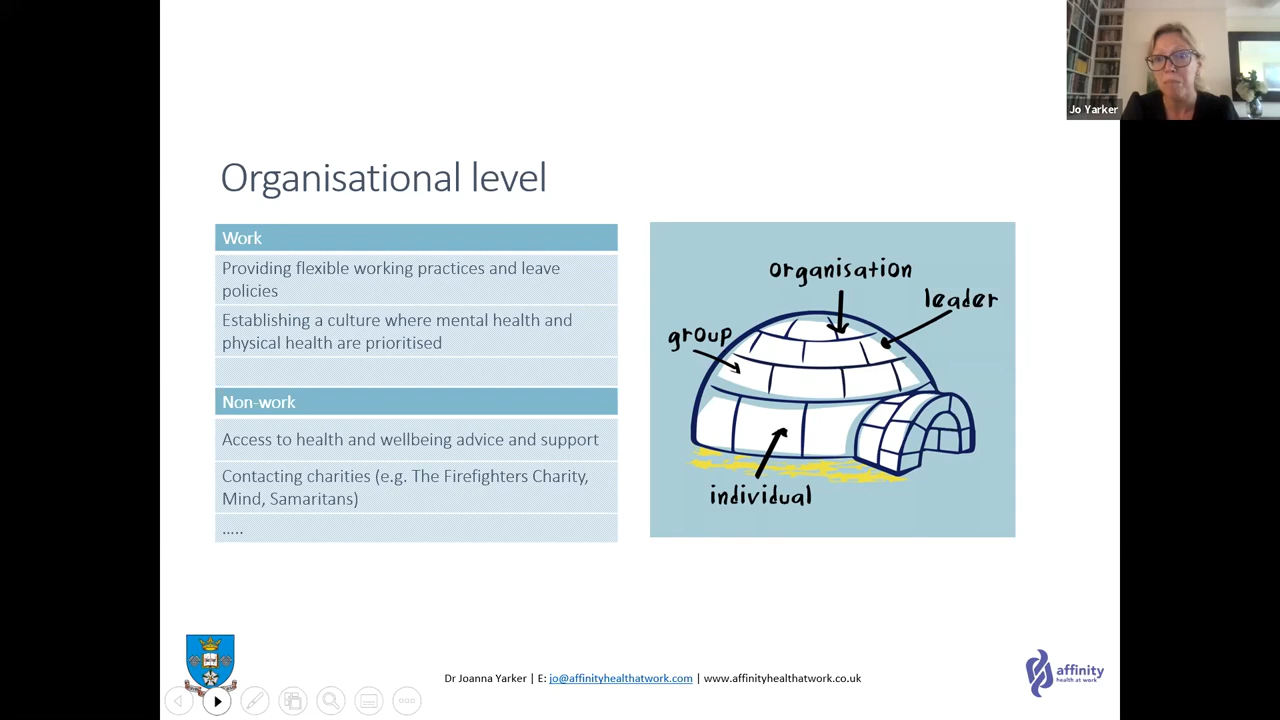 Jo Yarker
Organisational level
Work
Providing flexible working practices and leave
policies
Establishing a culture where mental health and
physical health are prioritised
Non-work
Access to health and wellbeing advice and support
Contacting charities (e.g. The Firefighters Charity,
Mind, Samaritans)
.....
organisation
leader
group
individual
Dr Joanna Yarker | E: jo@affinityhealthatwork.com | www.affinityhealthatwork.co.uk
affinity
health at work